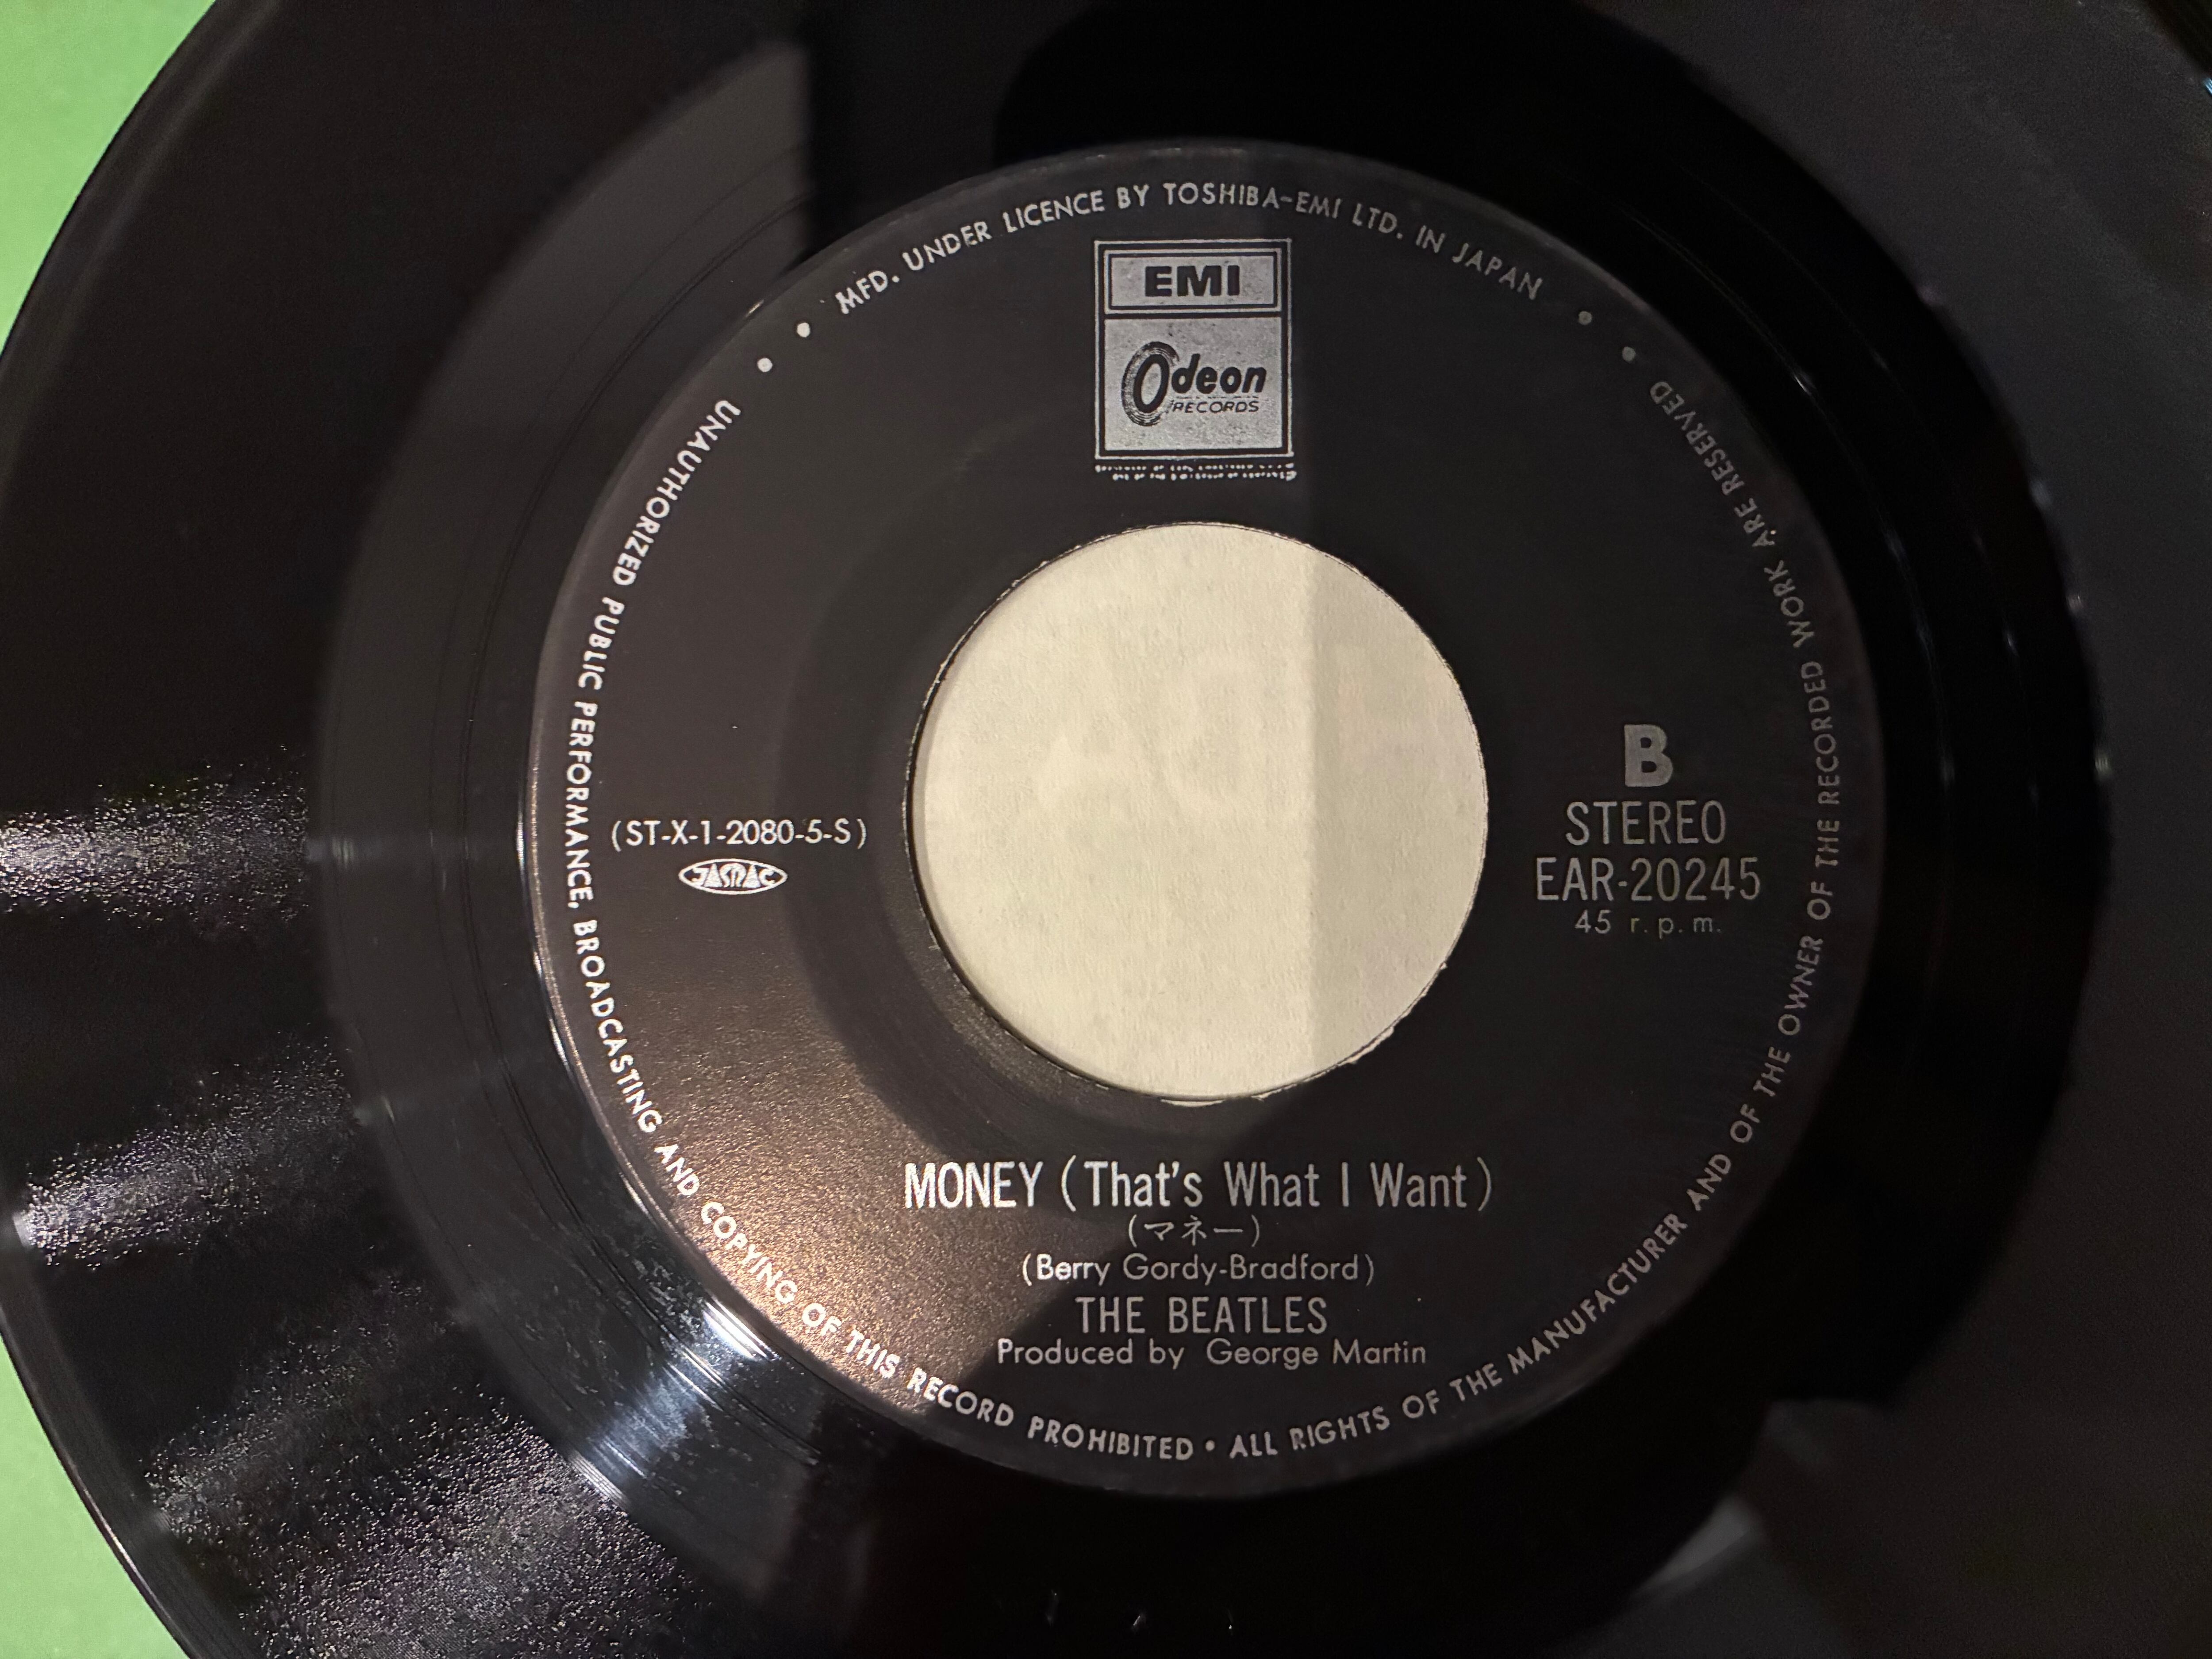 MFD. UNDER LICENCE BY TOSHIBA-EMI LTD. IN JAPAN
EMI
Odeon
RECORDS
B
STEREO
EAR-20245
45 r.p.m.
(ST-X-1-2080-5-S)
JASRAC
MONEY (That's What I Want)
(マネー)
(Berry Gordy-Bradford)
THE BEATLES
Produced by George Martin
UNAUTHORIZED PUBLIC PERFORMANCE, BROADCASTING AND COPYING OF THIS RECORD PROHIBITED • ALL RIGHTS OF THE MANUFACTURER AND OF THE OWNER OF THE RECORDED WORK ARE RESERVED